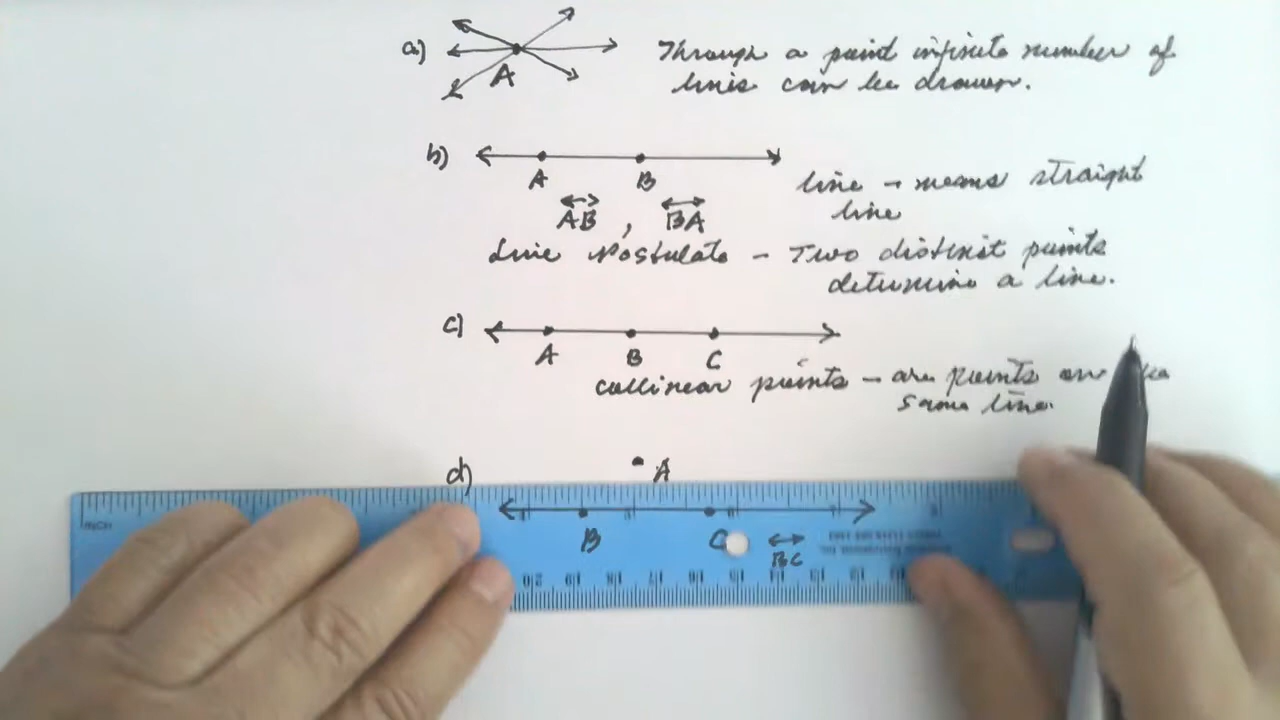 a) A Through a point infinite number of
lines can be drawn.
b) A B
line → means straight
line
AB , BA
Line Postulate - Two distinct points
determine a line.
c) A B C
collinear points - are points on
same line.
d) A
B C BC
INCH